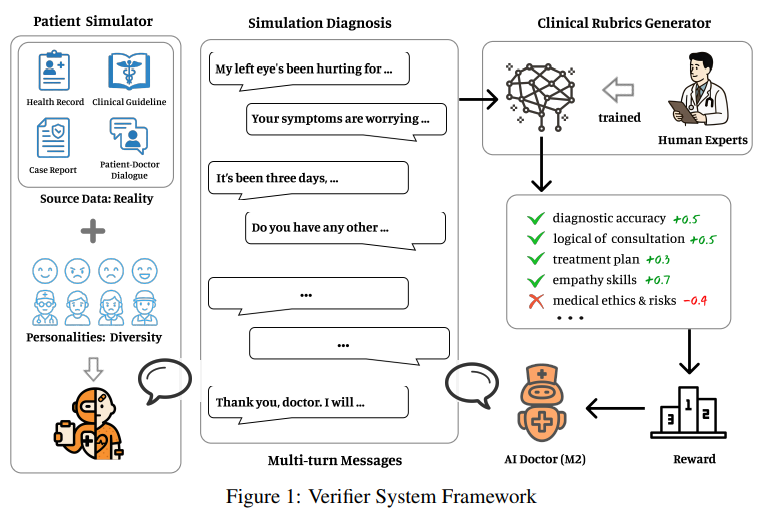 Patient Simulator
Health Record
Clinical Guideline
Case Report
Patient-Doctor
Dialogue
Source Data: Reality
Personalities: Diversity
Simulation Diagnosis
My left eye's been hurting for ...
Your symptoms are worrying ...
It's been three days, ...
Do you have any other ...
...
...
Thank you, doctor. I will ...
Multi-turn Messages
Clinical Rubrics Generator
trained
Human Experts
diagnostic accuracy +0.5
logical of consultation +0.5
treatment plan +0.3
empathy skills +0.7
medical ethics & risks -0.4
...
3 1 2
AI Doctor (M2)
Reward
Figure 1: Verifier System Framework